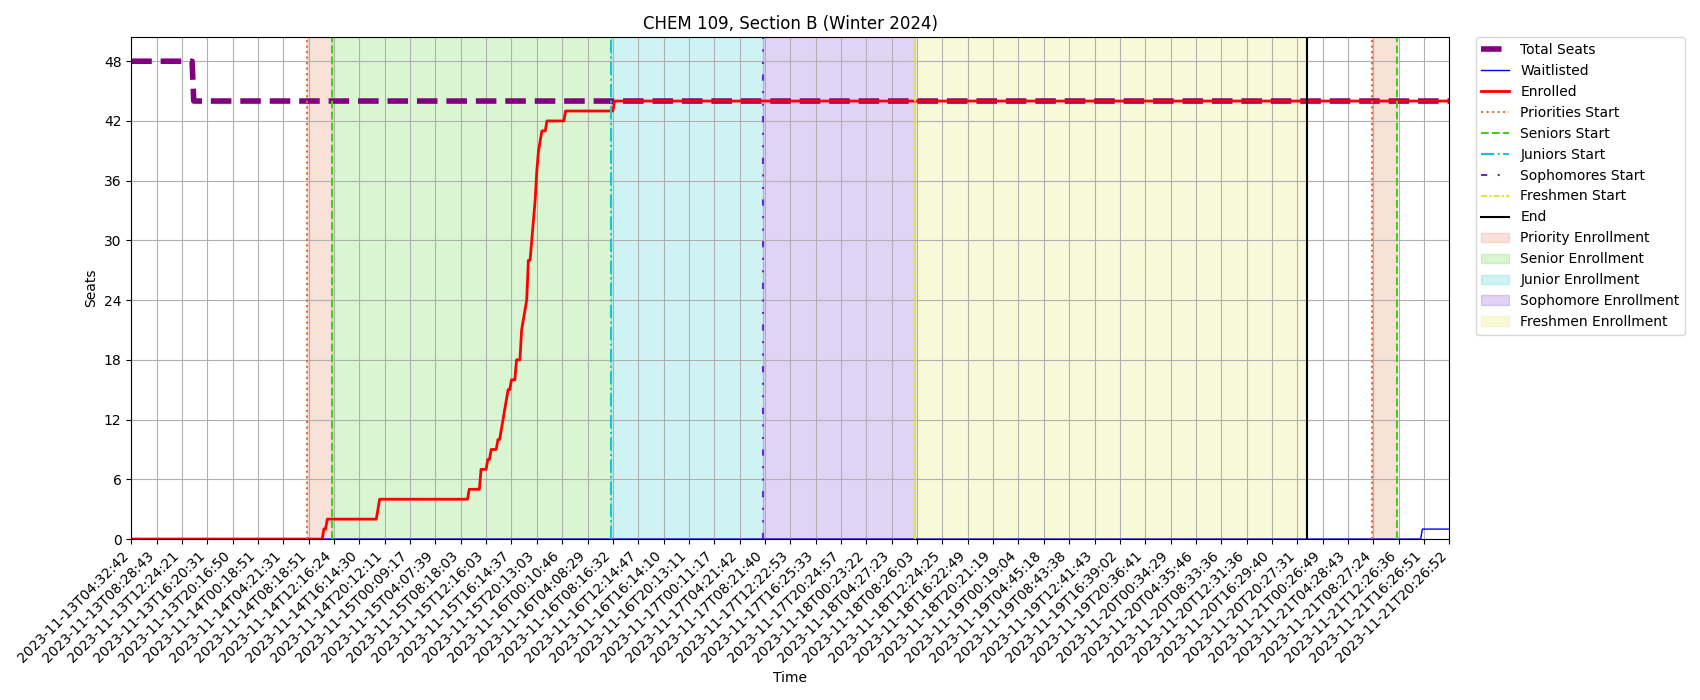 CHEM 109, Section B (Winter 2024)
48
42
36
30
24
18
12
6
0
Seats
2023-11-13T04:32:42
2023-11-13T08:28:43
2023-11-13T12:24:21
2023-11-13T16:20:31
2023-11-13T20:16:50
2023-11-14T00:18:51
2023-11-14T04:21:31
2023-11-14T08:18:51
2023-11-14T12:16:24
2023-11-14T16:14:30
2023-11-14T20:12:11
2023-11-15T00:09:17
2023-11-15T04:07:39
2023-11-15T08:18:03
2023-11-15T12:16:03
2023-11-15T16:14:37
2023-11-15T20:13:03
2023-11-16T00:10:46
2023-11-16T04:08:29
2023-11-16T08:16:32
2023-11-16T12:14:47
2023-11-16T16:14:10
2023-11-16T20:13:11
2023-11-17T00:11:17
2023-11-17T04:21:42
2023-11-17T08:21:40
2023-11-17T12:22:53
2023-11-17T16:25:33
2023-11-17T20:24:57
2023-11-18T00:23:22
2023-11-18T04:27:23
2023-11-18T08:26:03
2023-11-18T12:24:25
2023-11-18T16:22:49
2023-11-18T20:21:19
2023-11-19T00:19:04
2023-11-19T04:45:18
2023-11-19T08:43:38
2023-11-19T12:41:43
2023-11-19T16:39:02
2023-11-19T20:36:41
2023-11-20T00:34:29
2023-11-20T04:35:46
2023-11-20T08:33:36
2023-11-20T12:31:36
2023-11-20T16:29:40
2023-11-20T20:27:31
2023-11-21T00:26:49
2023-11-21T04:28:43
2023-11-21T08:27:24
2023-11-21T12:26:36
2023-11-21T16:26:51
2023-11-21T20:26:52
Time
Total Seats
Waitlisted
Enrolled
Priorities Start
Seniors Start
Juniors Start
Sophomores Start
Freshmen Start
End
Priority Enrollment
Senior Enrollment
Junior Enrollment
Sophomore Enrollment
Freshmen Enrollment